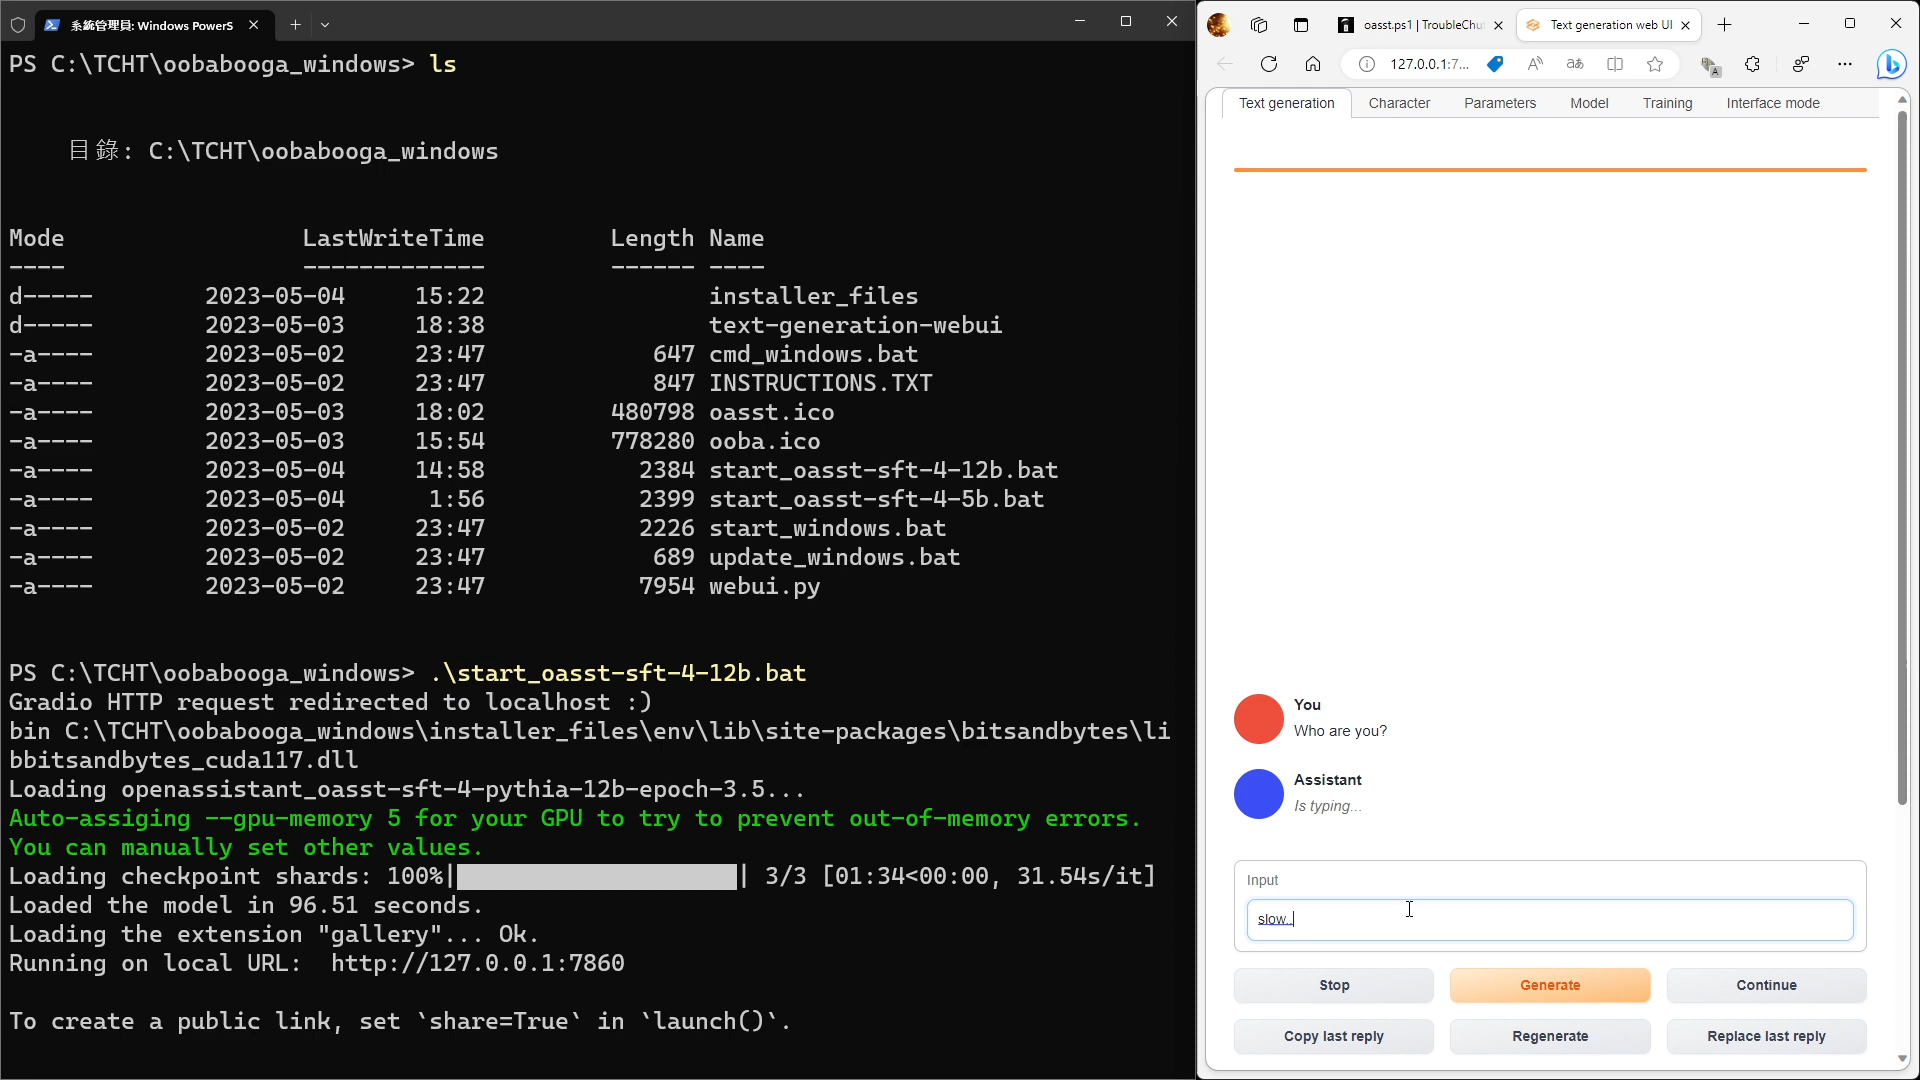 系統管理員: Windows PowerS
PS C:\TCHT\oobabooga_windows> ls
目錄: C:\TCHT\oobabooga_windows
Mode LastWriteTime Length Name
---- ------------- ------ ----
d----- 2023-05-04 15:22 installer_files
d----- 2023-05-03 18:38 text-generation-webui
-a---- 2023-05-02 23:47 647 cmd_windows.bat
-a---- 2023-05-02 23:47 847 INSTRUCTIONS.TXT
-a---- 2023-05-03 18:02 480798 oasst.ico
-a---- 2023-05-03 15:54 778280 ooba.ico
-a---- 2023-05-04 14:58 2384 start_oasst-sft-4-12b.bat
-a---- 2023-05-04 1:56 2399 start_oasst-sft-4-5b.bat
-a---- 2023-05-02 23:47 2226 start_windows.bat
-a---- 2023-05-02 23:47 689 update_windows.bat
-a---- 2023-05-02 23:47 7954 webui.py
PS C:\TCHT\oobabooga_windows> .\start_oasst-sft-4-12b.bat
Gradio HTTP request redirected to localhost :)
bin C:\TCHT\oobabooga_windows\installer_files\env\lib\site-packages\bitsandbytes\li
bbitsandbytes_cuda117.dll
Loading openassistant_oasst-sft-4-pythia-12b-epoch-3.5...
Auto-assiging --gpu-memory 5 for your GPU to try to prevent out-of-memory errors.
You can manually set other values.
Loading checkpoint shards: 100%| | 3/3 [01:34<00:00, 31.54s/it]
Loaded the model in 96.51 seconds.
Loading the extension "gallery"... Ok.
Running on local URL: http://127.0.0.1:7860
To create a public link, set `share=True` in `launch()`.
oasst.ps1 | TroubleChu
Text generation web UI
127.0.0.1:7...
Text generation Character Parameters Model Training Interface mode
You
Who are you?
Assistant
Is typing...
Input
slow..
Stop Generate Continue
Copy last reply Regenerate Replace last reply